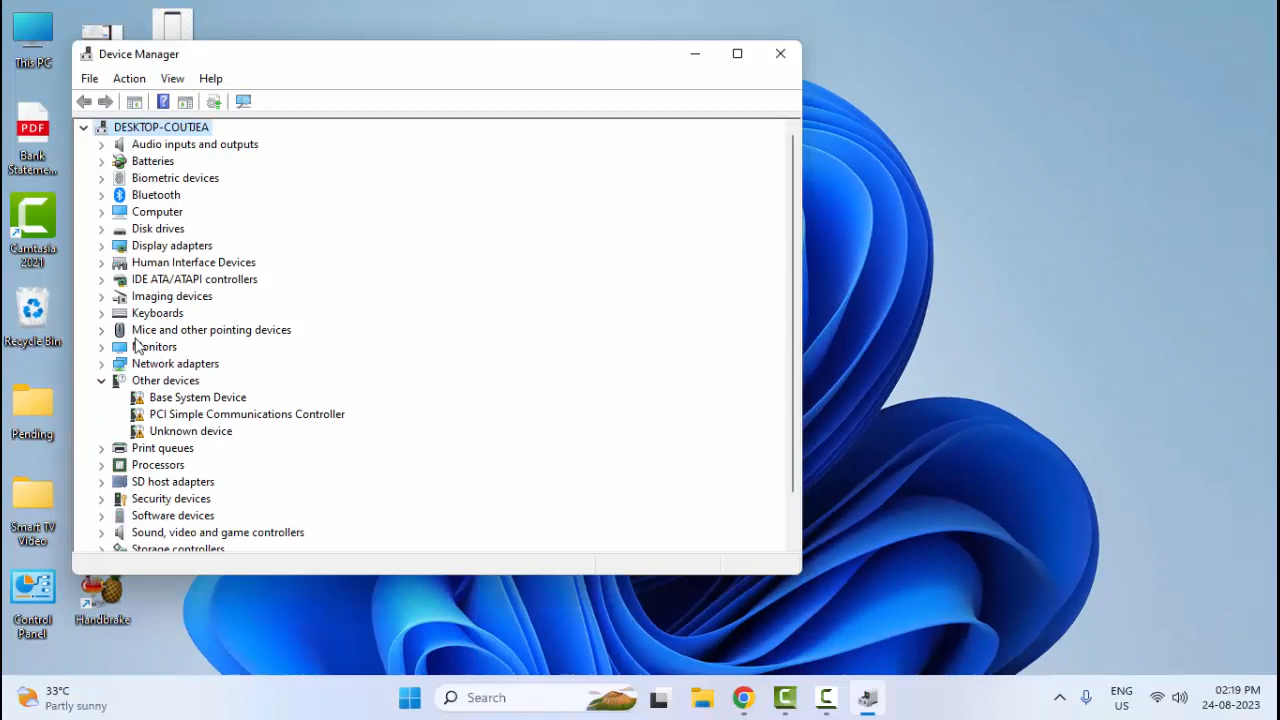 This PC
PDF
Bank
Stateme...
Camtasia
2021
Recycle Bin
Pending
Smart TV
Video
Control
Panel
Handbrake
Device Manager
File Action View Help
DESKTOP-COUTJEA
Audio inputs and outputs
Batteries
Biometric devices
Bluetooth
Computer
Disk drives
Display adapters
Human Interface Devices
IDE ATA/ATAPI controllers
Imaging devices
Keyboards
Mice and other pointing devices
Monitors
Network adapters
Other devices
Base System Device
PCI Simple Communications Controller
Unknown device
Print queues
Processors
SD host adapters
Security devices
Software devices
Sound, video and game controllers
Storage controllers
33°C
Partly sunny
Search
ENG
US
02:19 PM
24-08-2023